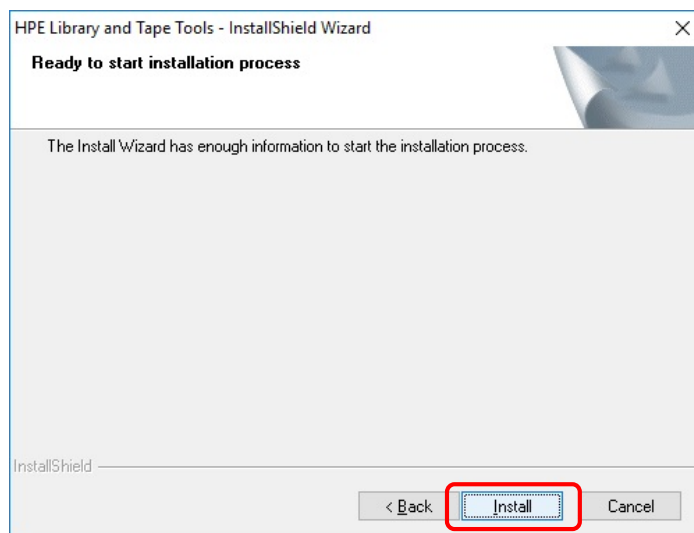 HPE Library and Tape Tools - InstallShield Wizard
Ready to start installation process
The Install Wizard has enough information to start the installation process.
InstallShield
< Back Install Cancel